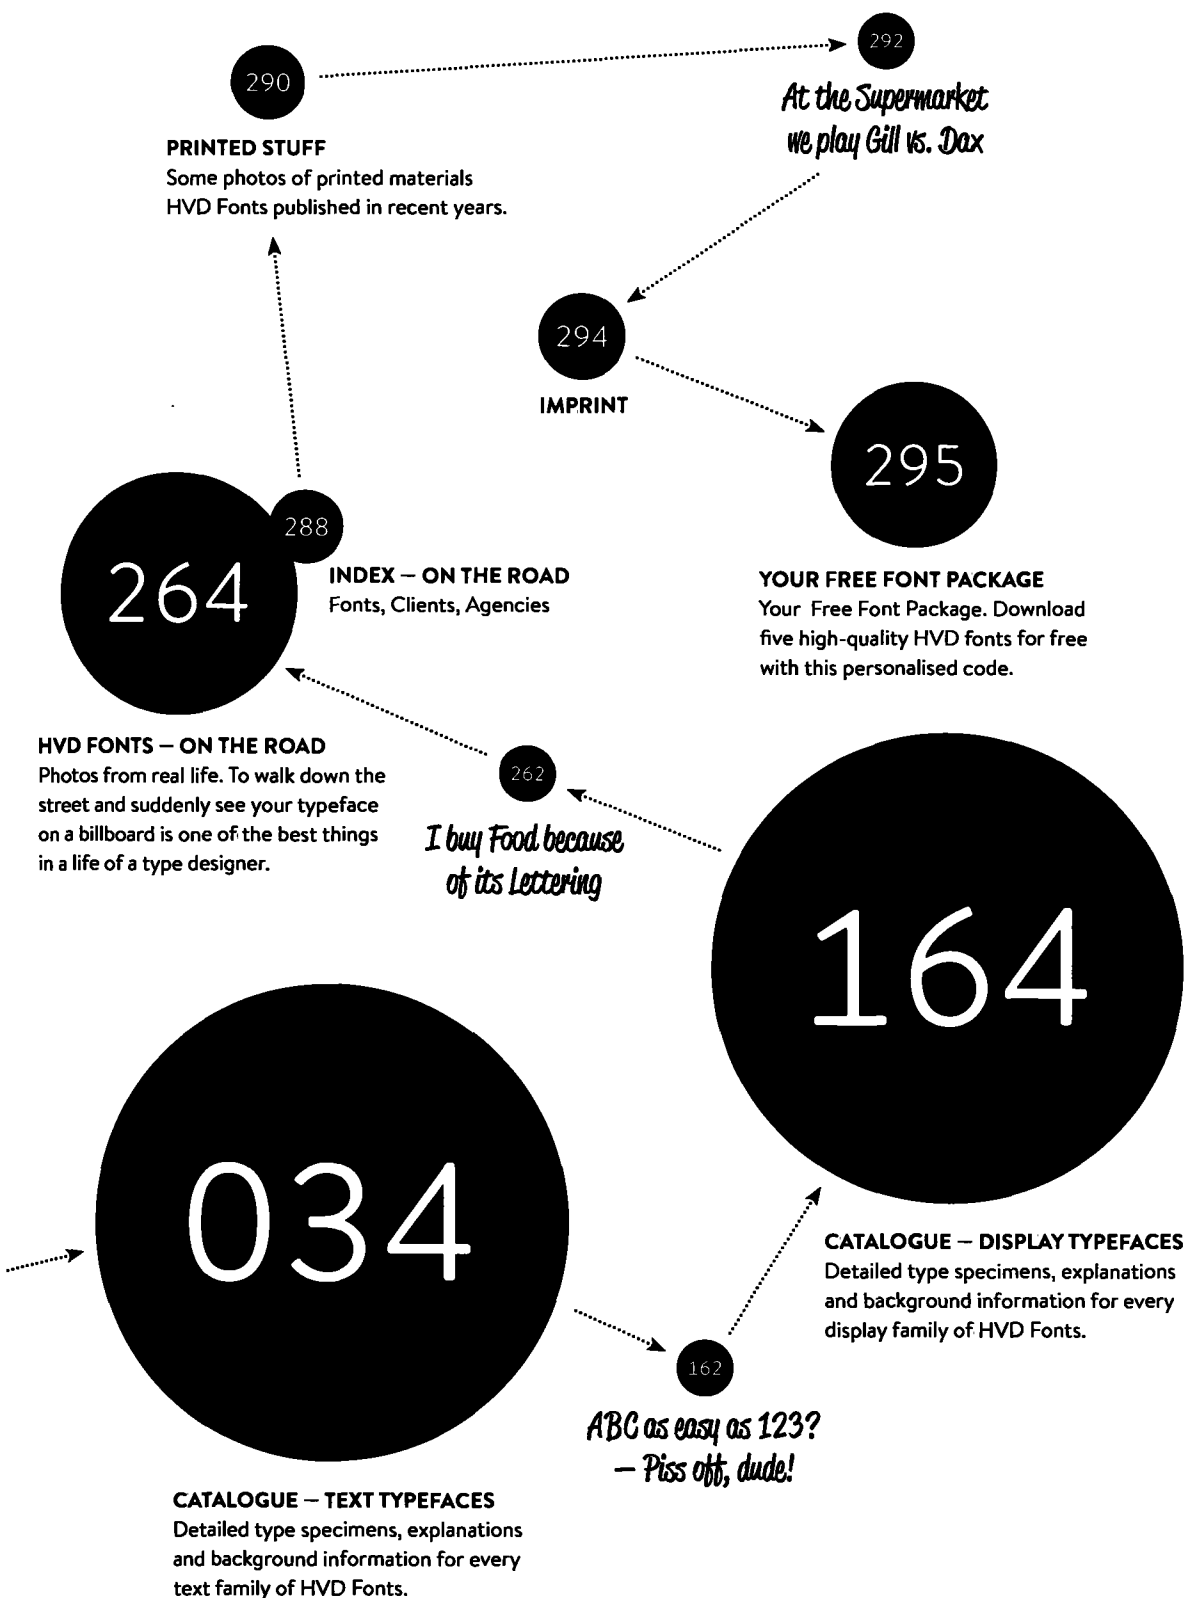 290
292
At the Supermarket
we play Gill vs. Dax
PRINTED STUFF
Some photos of printed materials
HVD Fonts published in recent years.
294
IMPRINT
295
YOUR FREE FONT PACKAGE
Your Free Font Package. Download
five high-quality HVD fonts for free
with this personalised code.
288
INDEX – ON THE ROAD
Fonts, Clients, Agencies
264
HVD FONTS – ON THE ROAD
Photos from real life. To walk down the
street and suddenly see your typeface
on a billboard is one of the best things
in a life of a type designer.
262
I buy Food because
of its Lettering
164
CATALOGUE – DISPLAY TYPEFACES
Detailed type specimens, explanations
and background information for every
display family of HVD Fonts.
034
CATALOGUE – TEXT TYPEFACES
Detailed type specimens, explanations
and background information for every
text family of HVD Fonts.
162
ABC as easy as 123?
– Piss off, dude!